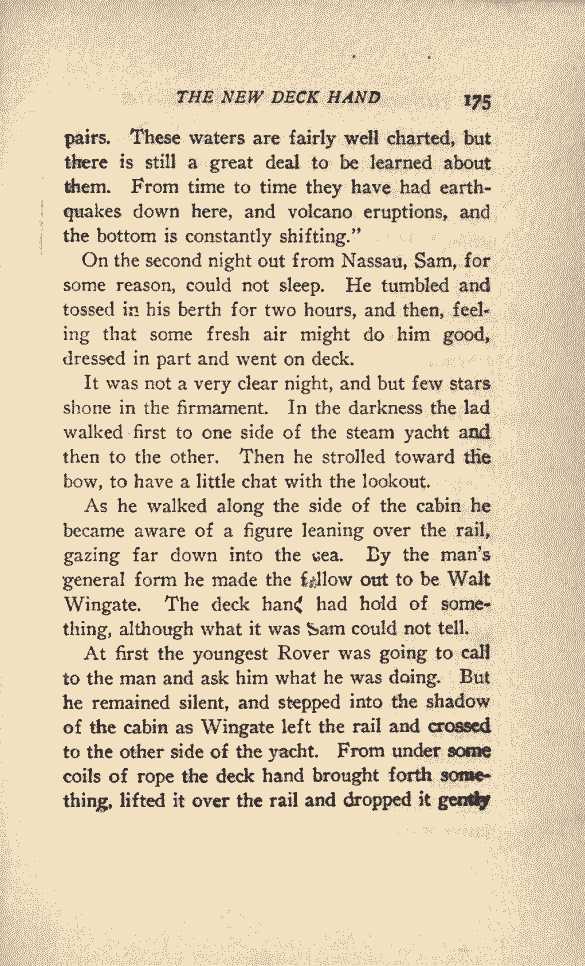 THE NEW DECK HAND 175
pairs. These waters are fairly well charted, but
there is still a great deal to be learned about
them. From time to time they have had earth-
quakes down here, and volcano eruptions, and
the bottom is constantly shifting."
On the second night out from Nassau, Sam, for
some reason, could not sleep. He tumbled and
tossed in his berth for two hours, and then, feel-
ing that some fresh air might do him good,
dressed in part and went on deck.
It was not a very clear night, and but few stars
shone in the firmament. In the darkness the lad
walked first to one side of the steam yacht and
then to the other. Then he strolled toward the
bow, to have a little chat with the lookout.
As he walked along the side of the cabin he
became aware of a figure leaning over the rail,
gazing far down into the sea. By the man's
general form he made the fellow out to be Walt
Wingate. The deck hand had hold of some-
thing, although what it was Sam could not tell.
At first the youngest Rover was going to call
to the man and ask him what he was doing. But
he remained silent, and stepped into the shadow
of the cabin as Wingate left the rail and crossed
to the other side of the yacht. From under some
coils of rope the deck hand brought forth some-
thing, lifted it over the rail and dropped it gently